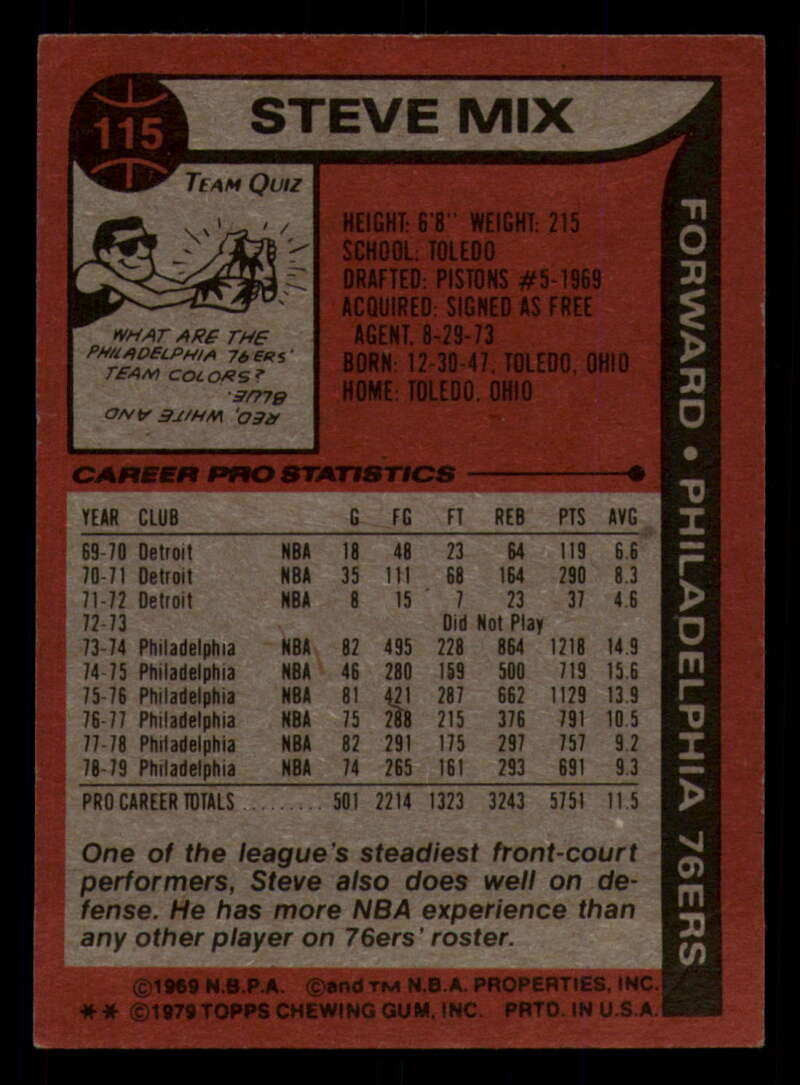 115
STEVE MIX
TEAM QUIZ
WHAT ARE THE
PHILADELPHIA 76ERS'
TEAM COLORS?
RED, WHITE AND
BLUE.
HEIGHT: 6'8" WEIGHT: 215
SCHOOL: TOLEDO
DRAFTED: PISTONS #5-1969
ACQUIRED: SIGNED AS FREE
AGENT, 8-29-73
BORN: 12-30-47, TOLEDO, OHIO
HOME: TOLEDO, OHIO
FORWARD • PHILADELPHIA 76ERS
CAREER PRO STATISTICS
YEAR CLUB G FG FT REB PTS AVG
69-70 Detroit NBA 18 48 23 64 119 6.6
70-71 Detroit NBA 35 111 68 164 290 8.3
71-72 Detroit NBA 8 15 7 23 37 4.6
72-73 Did Not Play
73-74 Philadelphia NBA 82 495 228 864 1218 14.9
74-75 Philadelphia NBA 46 280 159 500 719 15.6
75-76 Philadelphia NBA 81 421 287 662 1129 13.9
76-77 Philadelphia NBA 75 288 215 376 791 10.5
77-78 Philadelphia NBA 82 291 175 297 757 9.2
78-79 Philadelphia NBA 74 265 161 293 691 9.3
PRO CAREER TOTALS ......... 501 2214 1323 3243 5751 11.5
One of the league's steadiest front-court
performers, Steve also does well on de-
fense. He has more NBA experience than
any other player on 76ers' roster.
©1969 N.B.P.A. ©and TM N.B.A. PROPERTIES, INC.
** ©1979 TOPPS CHEWING GUM, INC. PRTD. IN U.S.A.